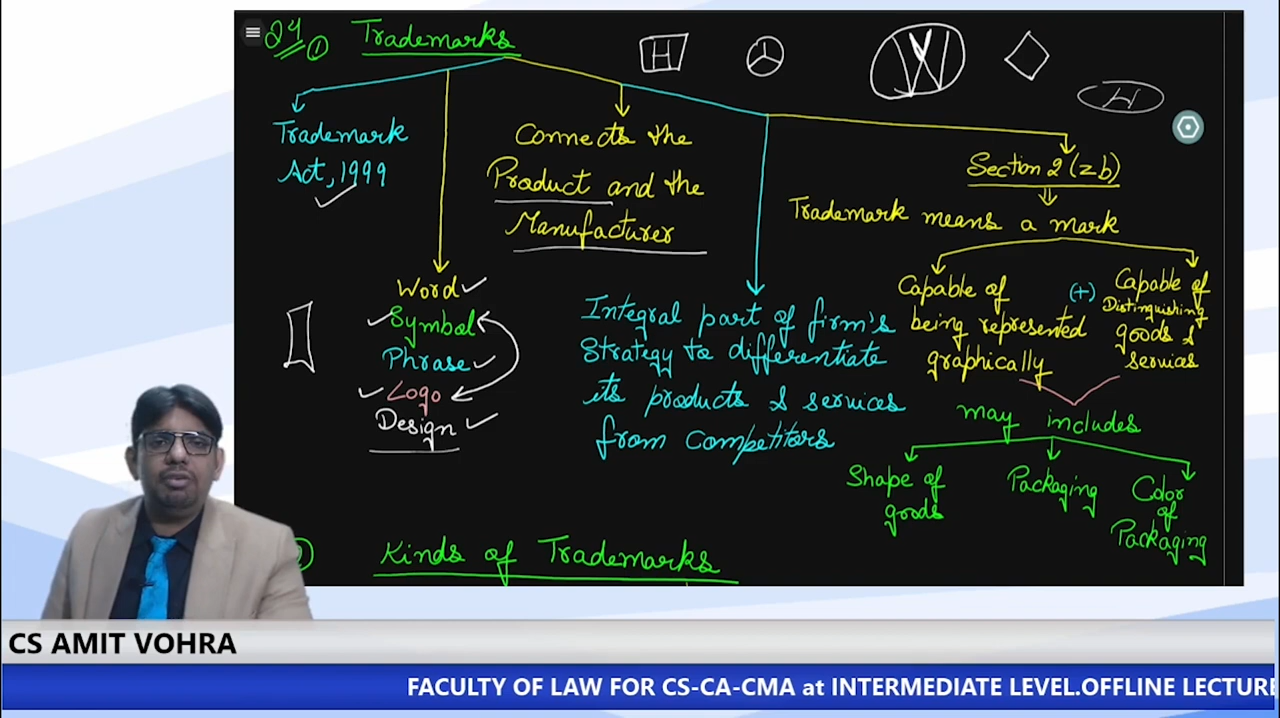 24 ① Trademarks
H
W
H
Trademark
Act, 1999
Connects the
Product and the
Manufacturer
Section 2 (zb)
Trademark means a mark
Word
Symbol
Phrase
Logo
Design
Integral part of firm's
Strategy to differentiate
its products & services
from competitors
Capable of
being represented
graphically
(+)
Capable of
Distinguishing
goods &
services
may includes
Shape of
goods
Packaging
Color
of
Packaging
Kinds of Trademarks
CS AMIT VOHRA
FACULTY OF LAW FOR CS-CA-CMA at INTERMEDIATE LEVEL.OFFLINE LECTURE